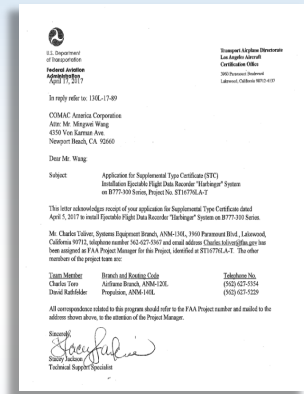 U.S. Department
of Transportation
Federal Aviation
Administration
April 17, 2017
Transport Airplane Directorate
Los Angeles Aircraft
Certification Office
3960 Paramount Boulevard
Lakewood, California 90712-4137
In reply refer to: 130L-17-89
COMAC America Corporation
Attn: Mr. Mingwei Wang
4350 Von Karman Ave.
Newport Beach, CA 92660
Dear Mr. Wang:
Subject: Application for Supplemental Type Certificate (STC)
Installation Ejectable Flight Data Recorder "Harbinger" System
on B777-300 Series, Project No. ST16776LA-T
This letter acknowledges receipt of your application for Supplemental Type Certificate dated
April 5, 2017 to install Ejectable Flight Data Recorder "Harbinger" System on B777-300 Series.
Mr. Charles Toliver, Systems Equipment Branch, ANM-130L, 3960 Paramount Blvd, Lakewood,
California 90712, telephone number 562-627-5367 and email address Charles.toliver@faa.gov has
been assigned as FAA Project Manager for this Project, identified at ST16776LA-T. The other
members of the project team are:
Team Member Branch and Routing Code Telephone No.
Charles Toro Airframe Branch, ANM-120L (562) 627-5354
David Rathfelder Propulsion, ANM-140L (562) 627-5229
All correspondence related to this program should refer to the FAA Project number and mailed to the
address shown above, to the attention of the Project Manager.
Sincerely,
Stacey Jackson
Technical Support Specialist